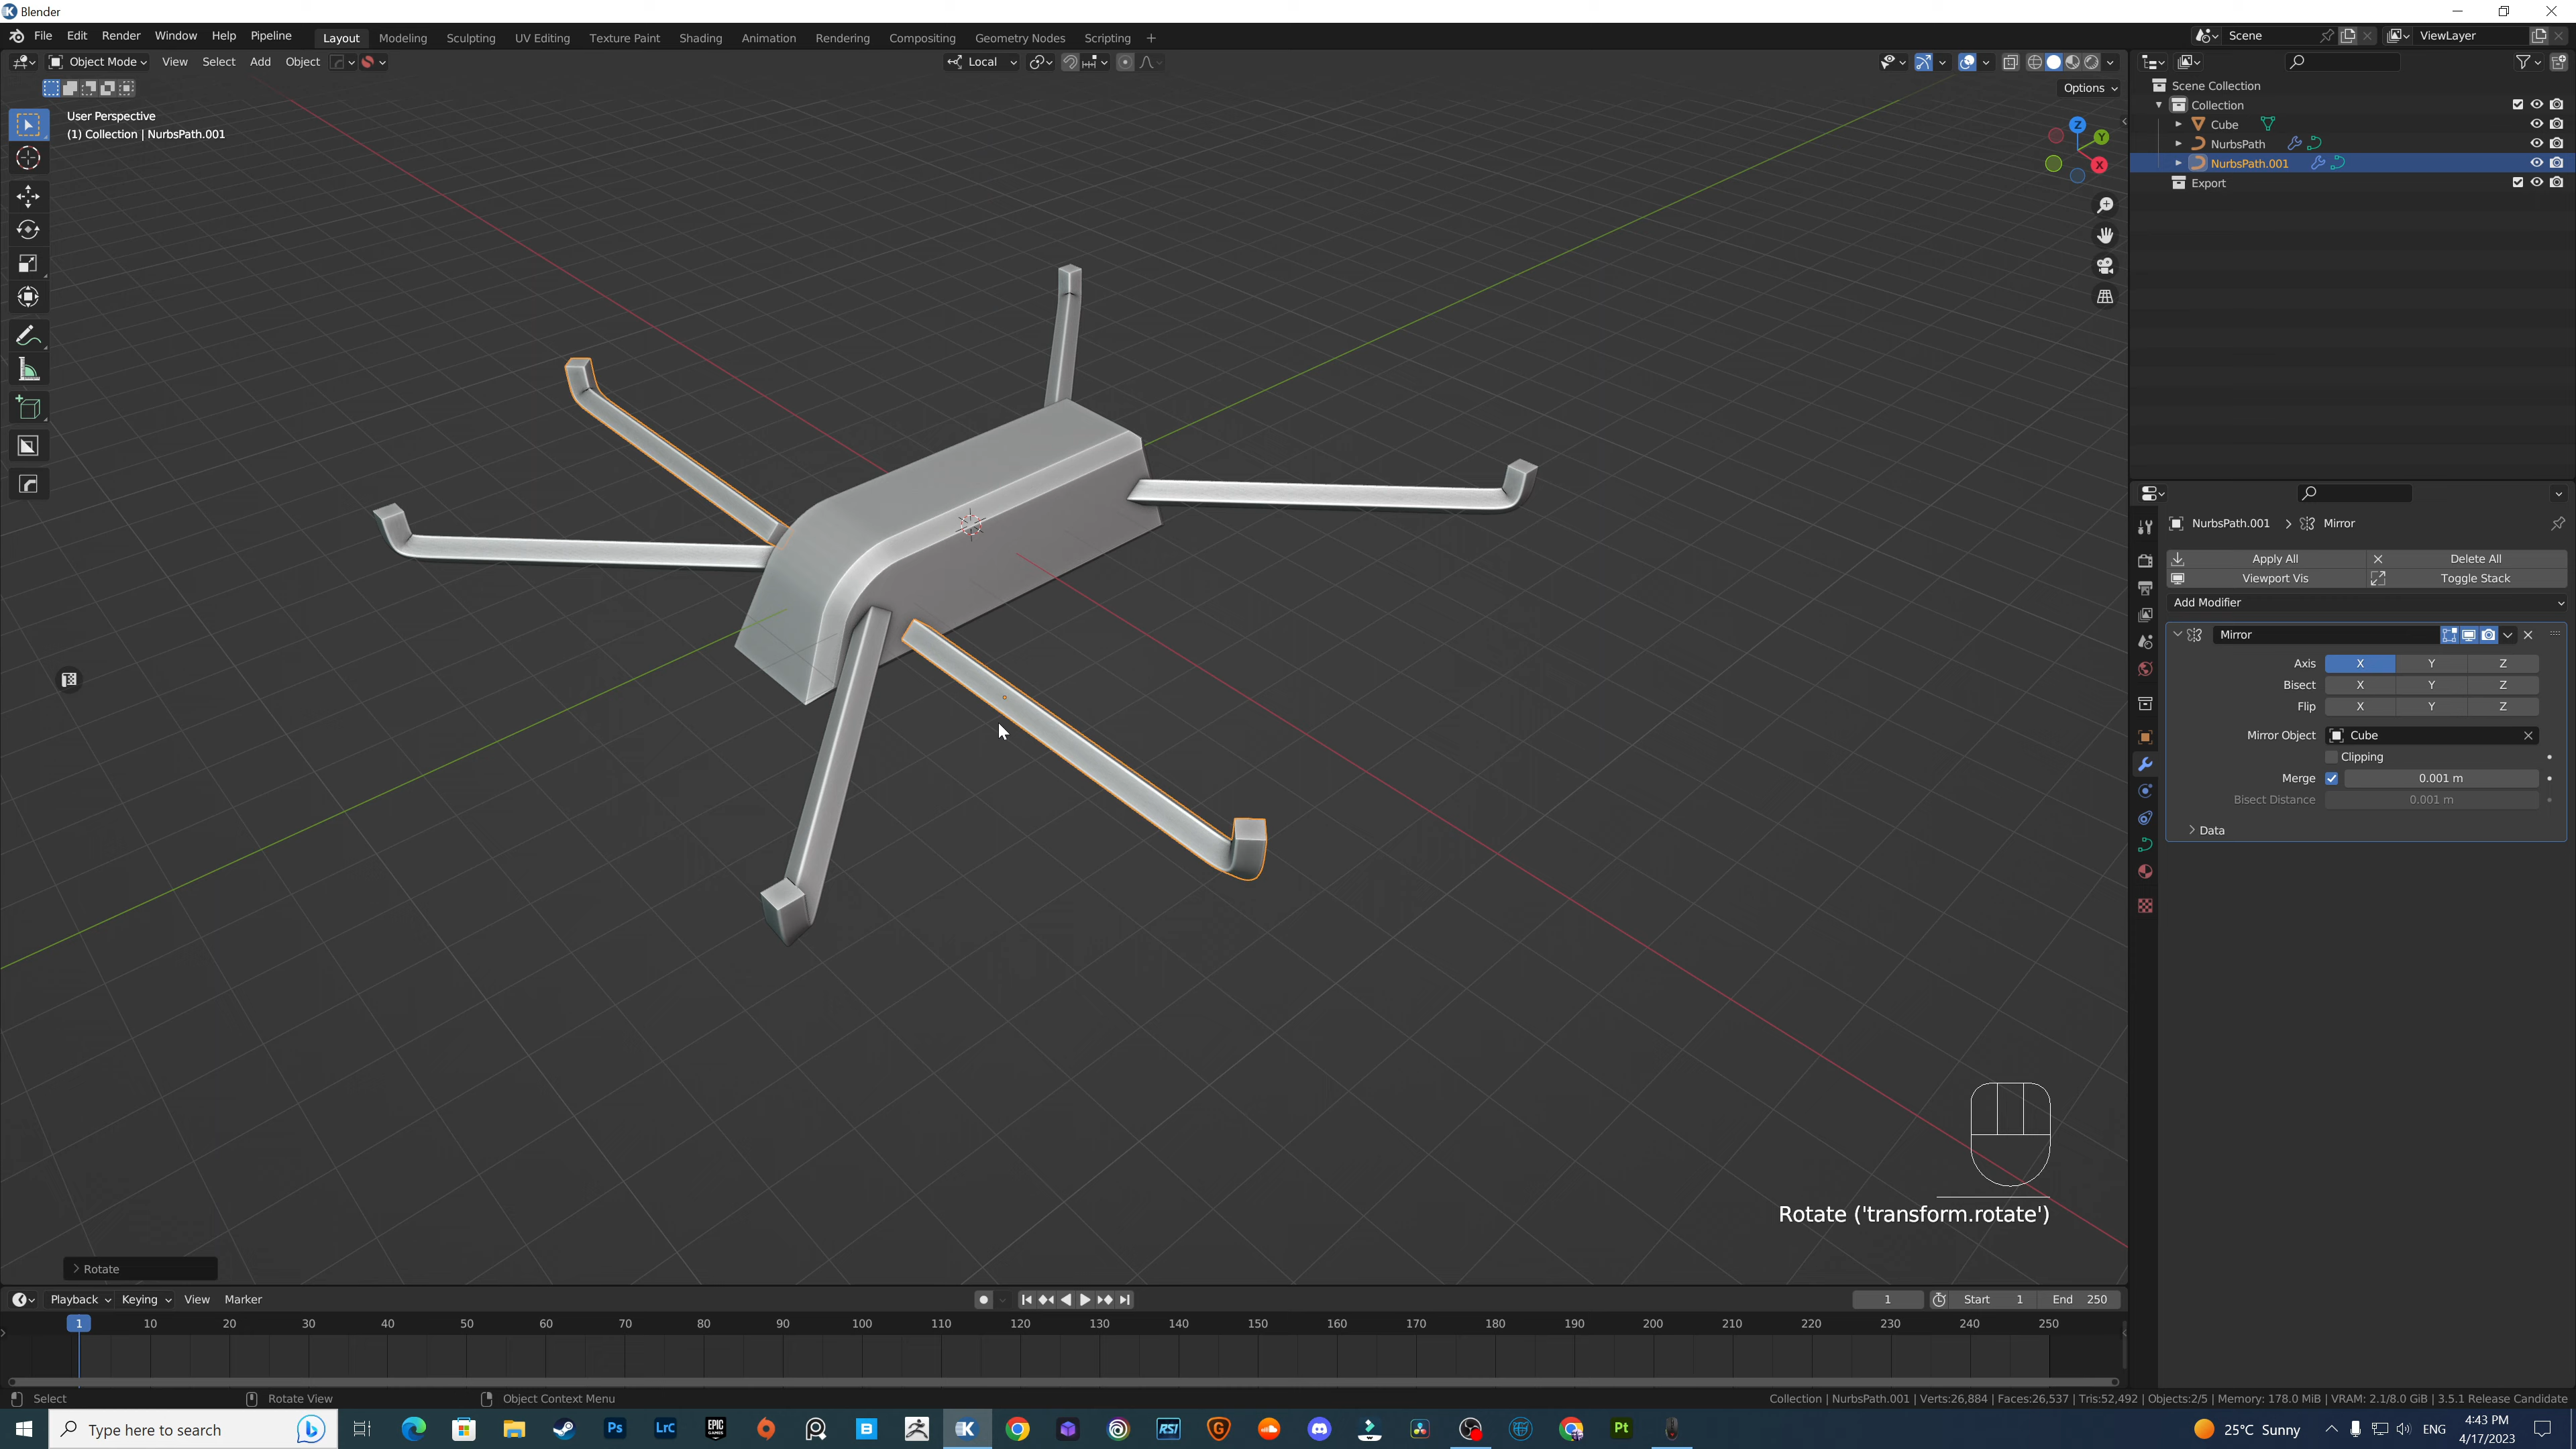 Blender
File Edit Render Window Help Pipeline Layout Modeling Sculpting UV Editing Texture Paint Shading Animation Rendering Compositing Geometry Nodes Scripting + Scene ViewLayer
Object Mode View Select Add Object Local
Options
User Perspective
(1) Collection | NurbsPath.001
Z
Y
X
Scene Collection
Collection
Cube
NurbsPath
NurbsPath.001
Export
NurbsPath.001 > Mirror
Apply All Delete All
Viewport Vis Toggle Stack
Add Modifier
Mirror
Axis X Y Z
Bisect X Y Z
Flip X Y Z
Mirror Object Cube
Clipping
Merge 0.001 m
Bisect Distance 0.001 m
Data
Rotate ('transform.rotate')
Rotate
Playback Keying View Marker 1 Start 1 End 250
1 10 20 30 40 50 60 70 80 90 100 110 120 130 140 150 160 170 180 190 200 210 220 230 240 250
Select Rotate View Object Context Menu Collection | NurbsPath.001 | Verts:26,884 | Faces:26,537 | Tris:52,492 | Objects:2/5 | Memory: 178.0 MiB | VRAM: 2.1/8.0 GiB | 3.5.1 Release Candidate
Type here to search Ps LrC EPIC GAMES B K RSI G Pt 25°C Sunny ENG 4:43 PM
4/17/2023